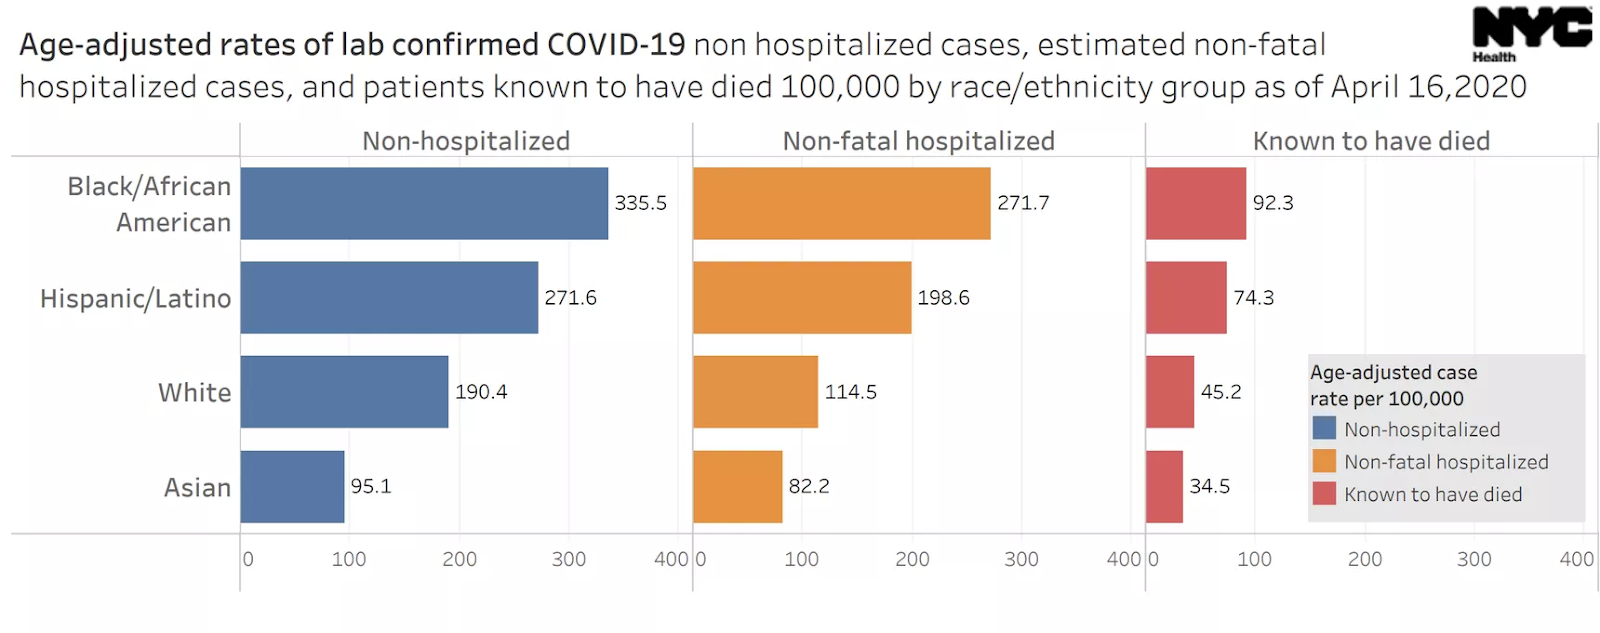 NYC
Health
Age-adjusted rates of lab confirmed COVID-19 non hospitalized cases, estimated non-fatal
hospitalized cases, and patients known to have died 100,000 by race/ethnicity group as of April 16,2020
Non-hospitalized Non-fatal hospitalized Known to have died
Black/African
American
335.5 271.7 92.3
Hispanic/Latino 271.6 198.6 74.3
White 190.4 114.5 45.2
Asian 95.1 82.2 34.5
Age-adjusted case
rate per 100,000
Non-hospitalized
Non-fatal hospitalized
Known to have died
0 100 200 300 400 0 100 200 300 400 0 100 200 300 400